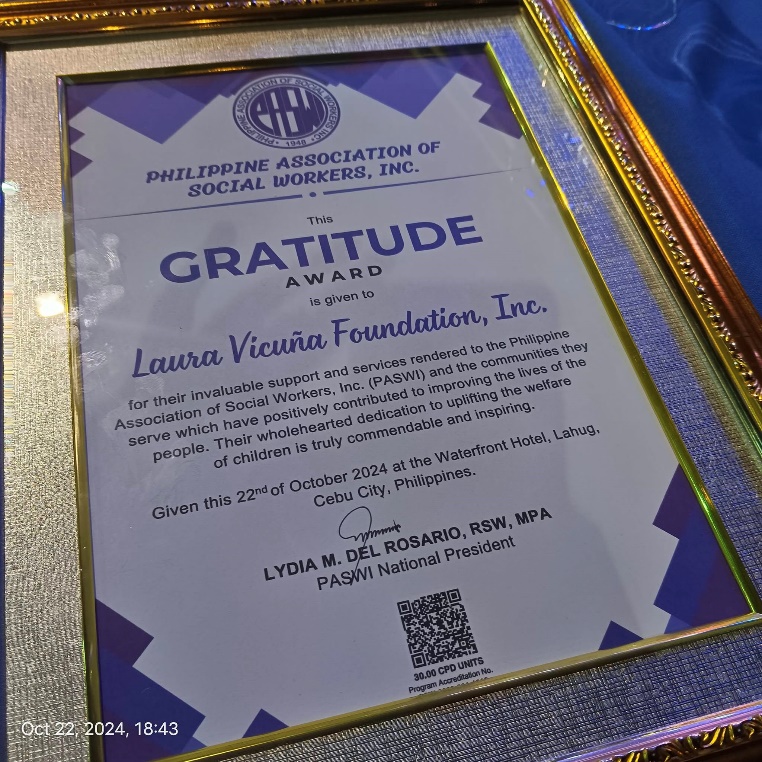 PHILIPPINE ASSOCIATION OF SOCIAL WORKERS, INC.
PASW
• 1948 •
PHILIPPINE ASSOCIATION OF
SOCIAL WORKERS, INC.
This
GRATITUDE
AWARD
is given to
Laura Vicuña Foundation, Inc.
for their invaluable support and services rendered to the Philippine
Association of Social Workers, Inc. (PASWI) and the communities they
serve which have positively contributed to improving the lives of the
people. Their wholehearted dedication to uplifting the welfare
of children is truly commendable and inspiring.
Given this 22nd of October 2024 at the Waterfront Hotel, Lahug,
Cebu City, Philippines.
LYDIA M. DEL ROSARIO, RSW, MPA
PASWI National President
30.00 CPD UNITS
Program Accreditation No.
Oct 22, 2024, 18:43